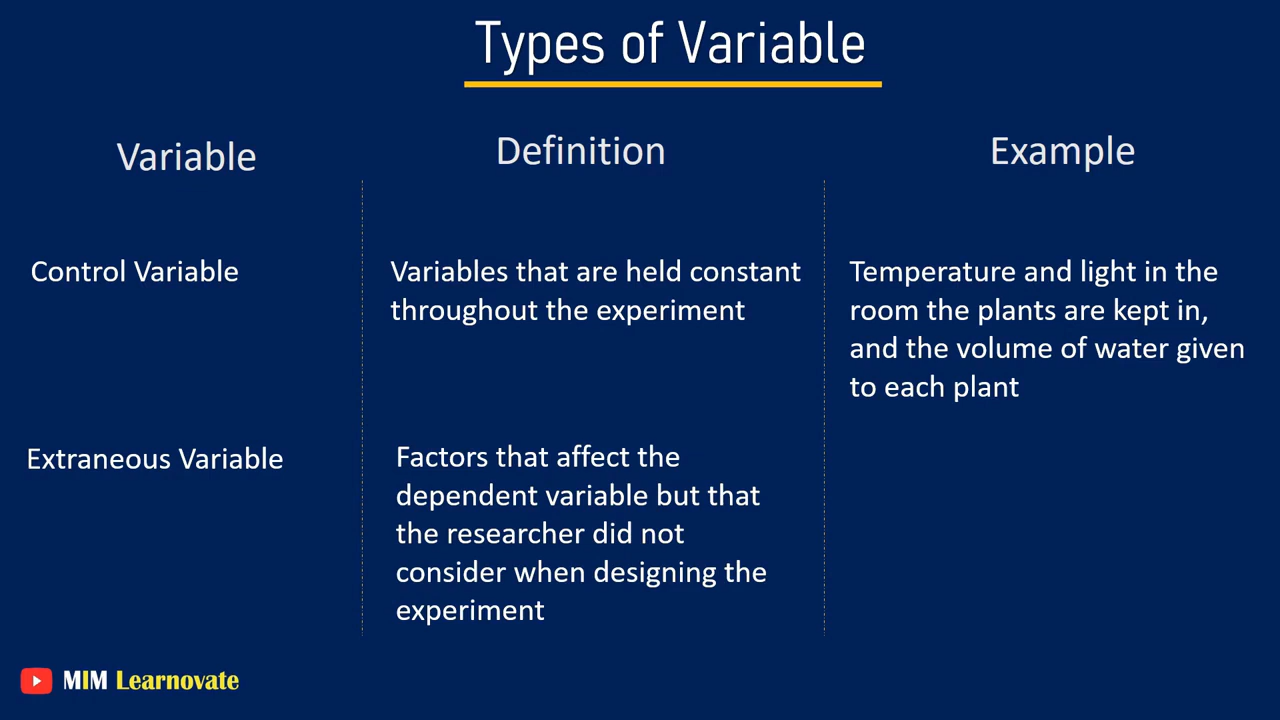 Types of Variable
Variable
Definition
Example
Control Variable
Variables that are held constant
throughout the experiment
Temperature and light in the
room the plants are kept in,
and the volume of water given
to each plant
Extraneous Variable
Factors that affect the
dependent variable but that
the researcher did not
consider when designing the
experiment
MIM Learnovate